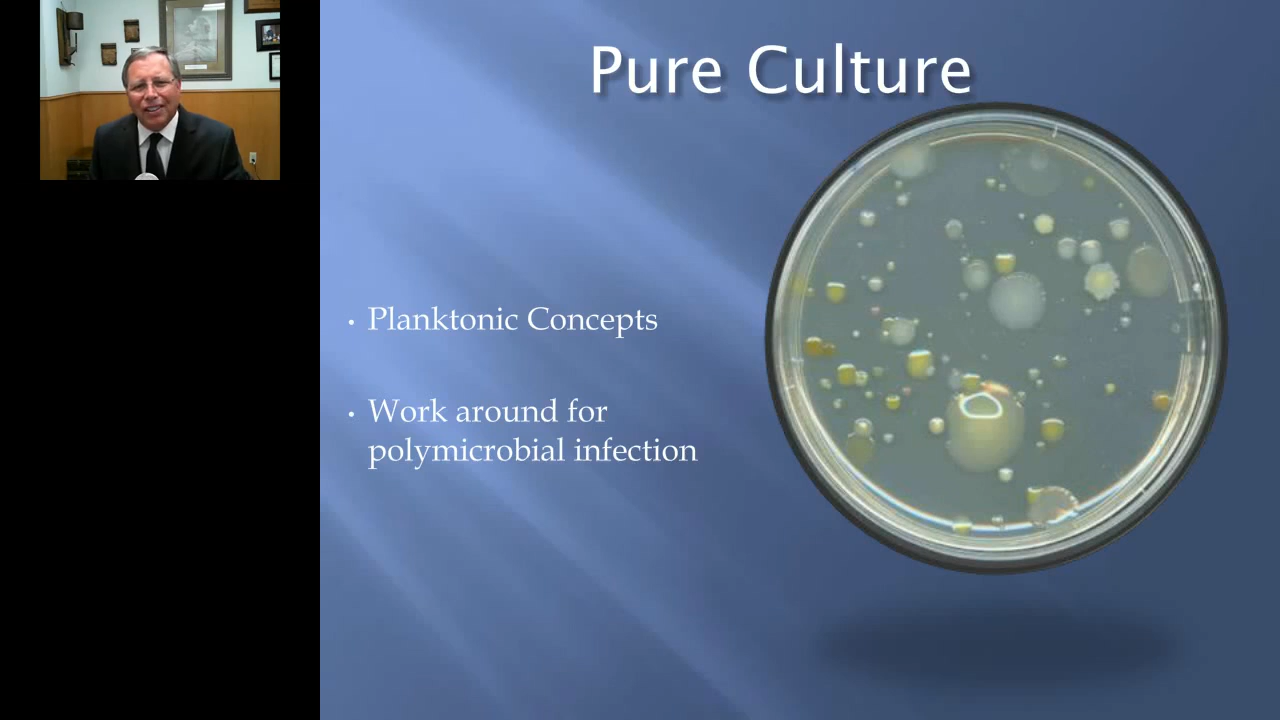 Pure Culture
• Planktonic Concepts
• Work around for
polymicrobial infection